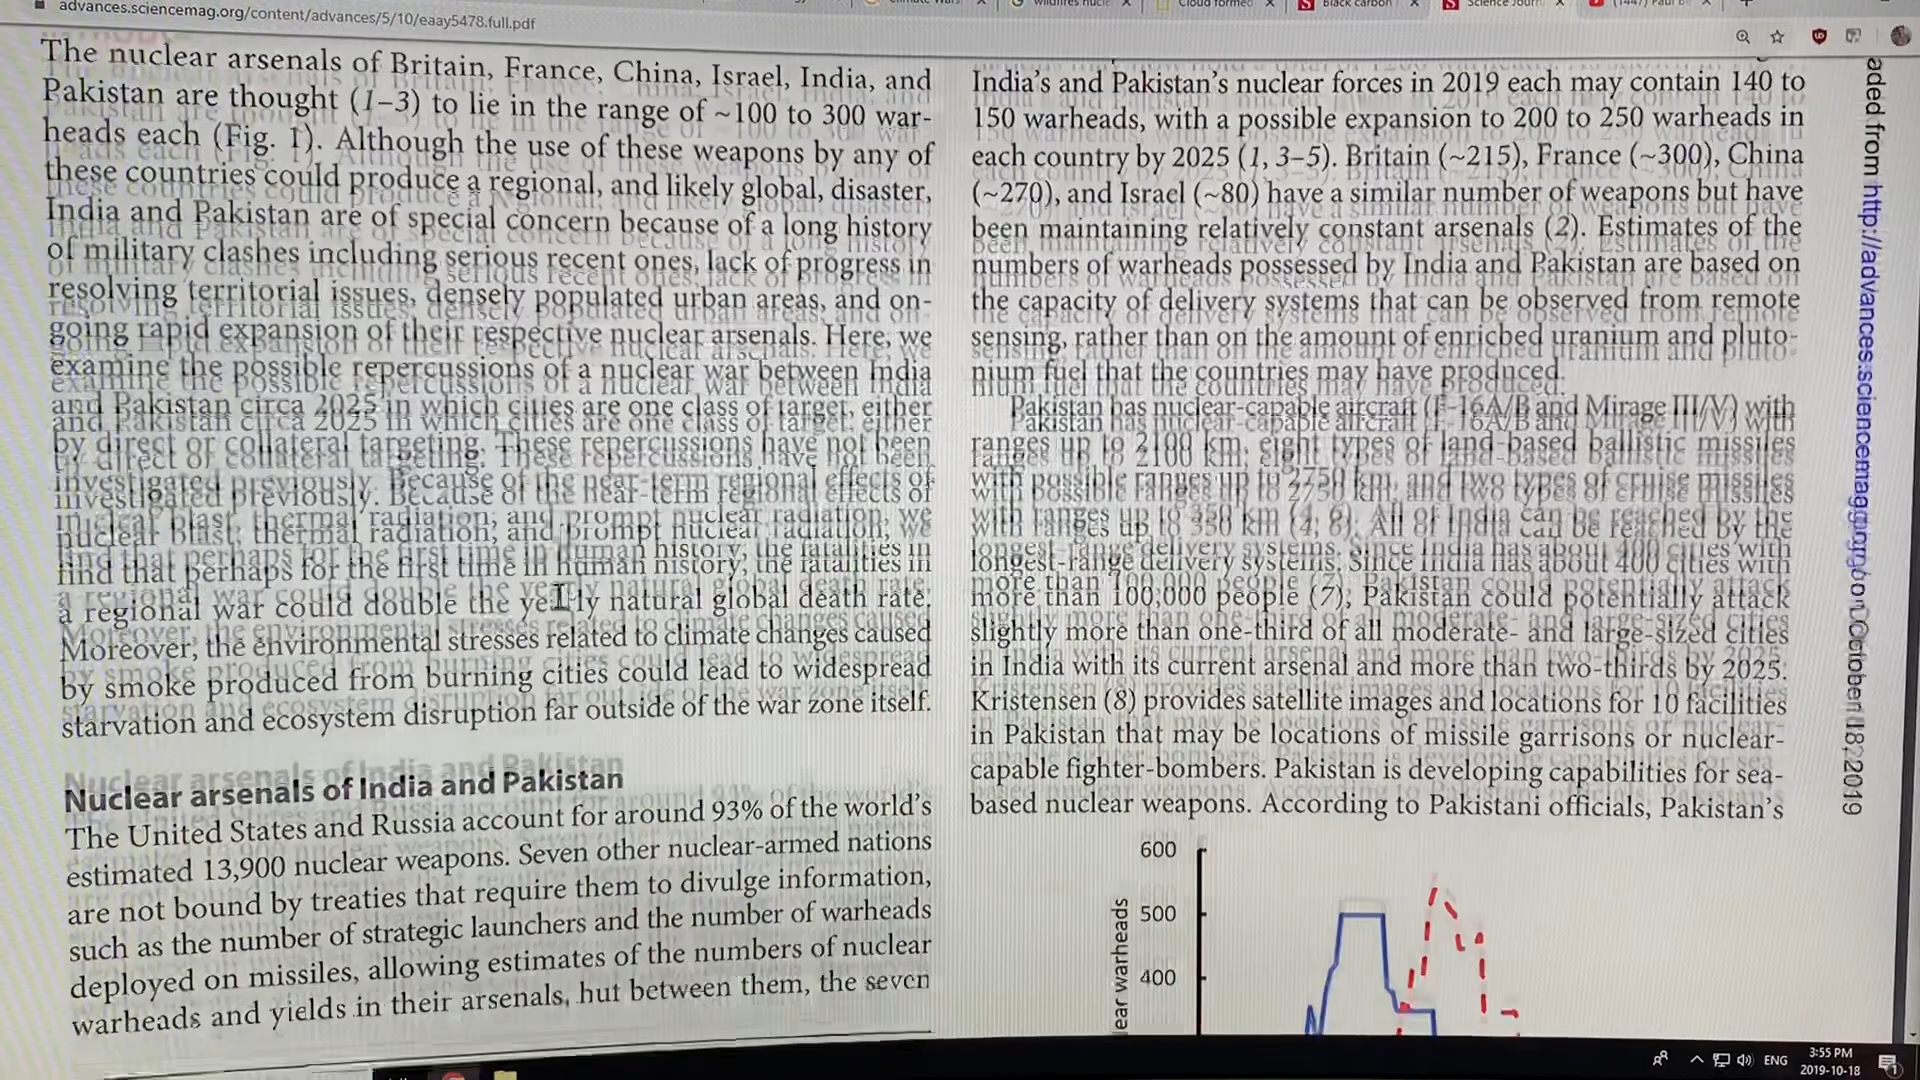 advances.sciencemag.org/content/advances/5/10/eaay5478.full.pdf
Cloud formed
Black carbon
The nuclear arsenals of Britain, France, China, Israel, India, and
Pakistan are thought (1–3) to lie in the range of ~100 to 300 war-
heads each (Fig. 1). Although the use of these weapons by any of
these countries could produce a regional, and likely global, disaster,
India and Pakistan are of special concern because of a long history
of military clashes including serious recent ones, lack of progress in
resolving territorial issues, densely populated urban areas, and on-
going rapid expansion of their respective nuclear arsenals. Here, we
examine the possible repercussions of a nuclear war between India
and Pakistan circa 2025 in which cities are one class of target, either
by direct or collateral targeting. These repercussions have not been
investigated previously. Because of the near-term regional effects of
nuclear blast, thermal radiation, and prompt nuclear radiation, we
find that perhaps for the first time in human history, the fatalities in
a regional war could double the yearly natural global death rate.
Moreover, the environmental stresses related to climate changes caused
by smoke produced from burning cities could lead to widespread
starvation and ecosystem disruption far outside of the war zone itself.
Nuclear arsenals of India and Pakistan
The United States and Russia account for around 93% of the world's
estimated 13,900 nuclear weapons. Seven other nuclear-armed nations
are not bound by treaties that require them to divulge information,
such as the number of strategic launchers and the number of warheads
deployed on missiles, allowing estimates of the numbers of nuclear
warheads and yields in their arsenals, but between them, the seven
India's and Pakistan's nuclear forces in 2019 each may contain 140 to
150 warheads, with a possible expansion to 200 to 250 warheads in
each country by 2025 (1, 3–5). Britain (~215), France (~300), China
(~270), and Israel (~80) have a similar number of weapons but have
been maintaining relatively constant arsenals (2). Estimates of the
numbers of warheads possessed by India and Pakistan are based on
the capacity of delivery systems that can be observed from remote
sensing, rather than on the amount of enriched uranium and pluto-
nium fuel that the countries may have produced.
Pakistan has nuclear-capable aircraft (F-16A/B and Mirage III/V) with
ranges up to 2100 km, eight types of land-based ballistic missiles
with possible ranges up to 2750 km, and two types of cruise missiles
with ranges up to 350 km (4, 6). All of India can be reached by the
longest-range delivery systems. Since India has about 400 cities with
more than 100,000 people (7), Pakistan could potentially attack
slightly more than one-third of all moderate- and large-sized cities
in India with its current arsenal and more than two-thirds by 2025.
Kristensen (8) provides satellite images and locations for 10 facilities
in Pakistan that may be locations of missile garrisons or nuclear-
capable fighter-bombers. Pakistan is developing capabilities for sea-
based nuclear weapons. According to Pakistani officials, Pakistan's
600
500
400
ear warheads
aded from http://advances.sciencemag.org/ on October 18, 2019
ENG
3:55 PM
2019-10-18